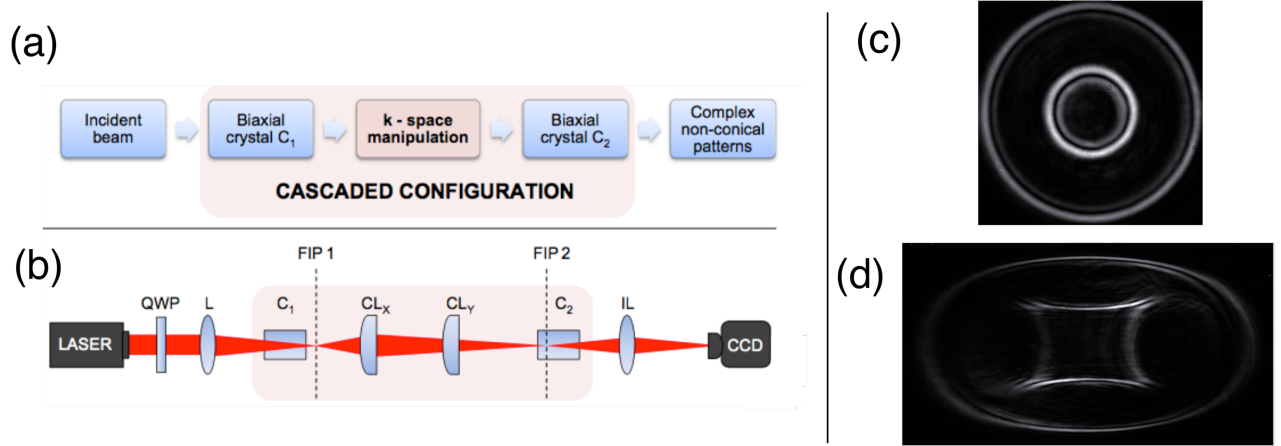 (a)
Incident
beam
Biaxial
crystal C₁
k - space
manipulation
Biaxial
crystal C₂
Complex
non-conical
patterns
CASCADED CONFIGURATION
(b)
FIP 1
FIP 2
QWP
L
C₁
CLX
CLY
C₂
IL
LASER
CCD
(c)
(d)